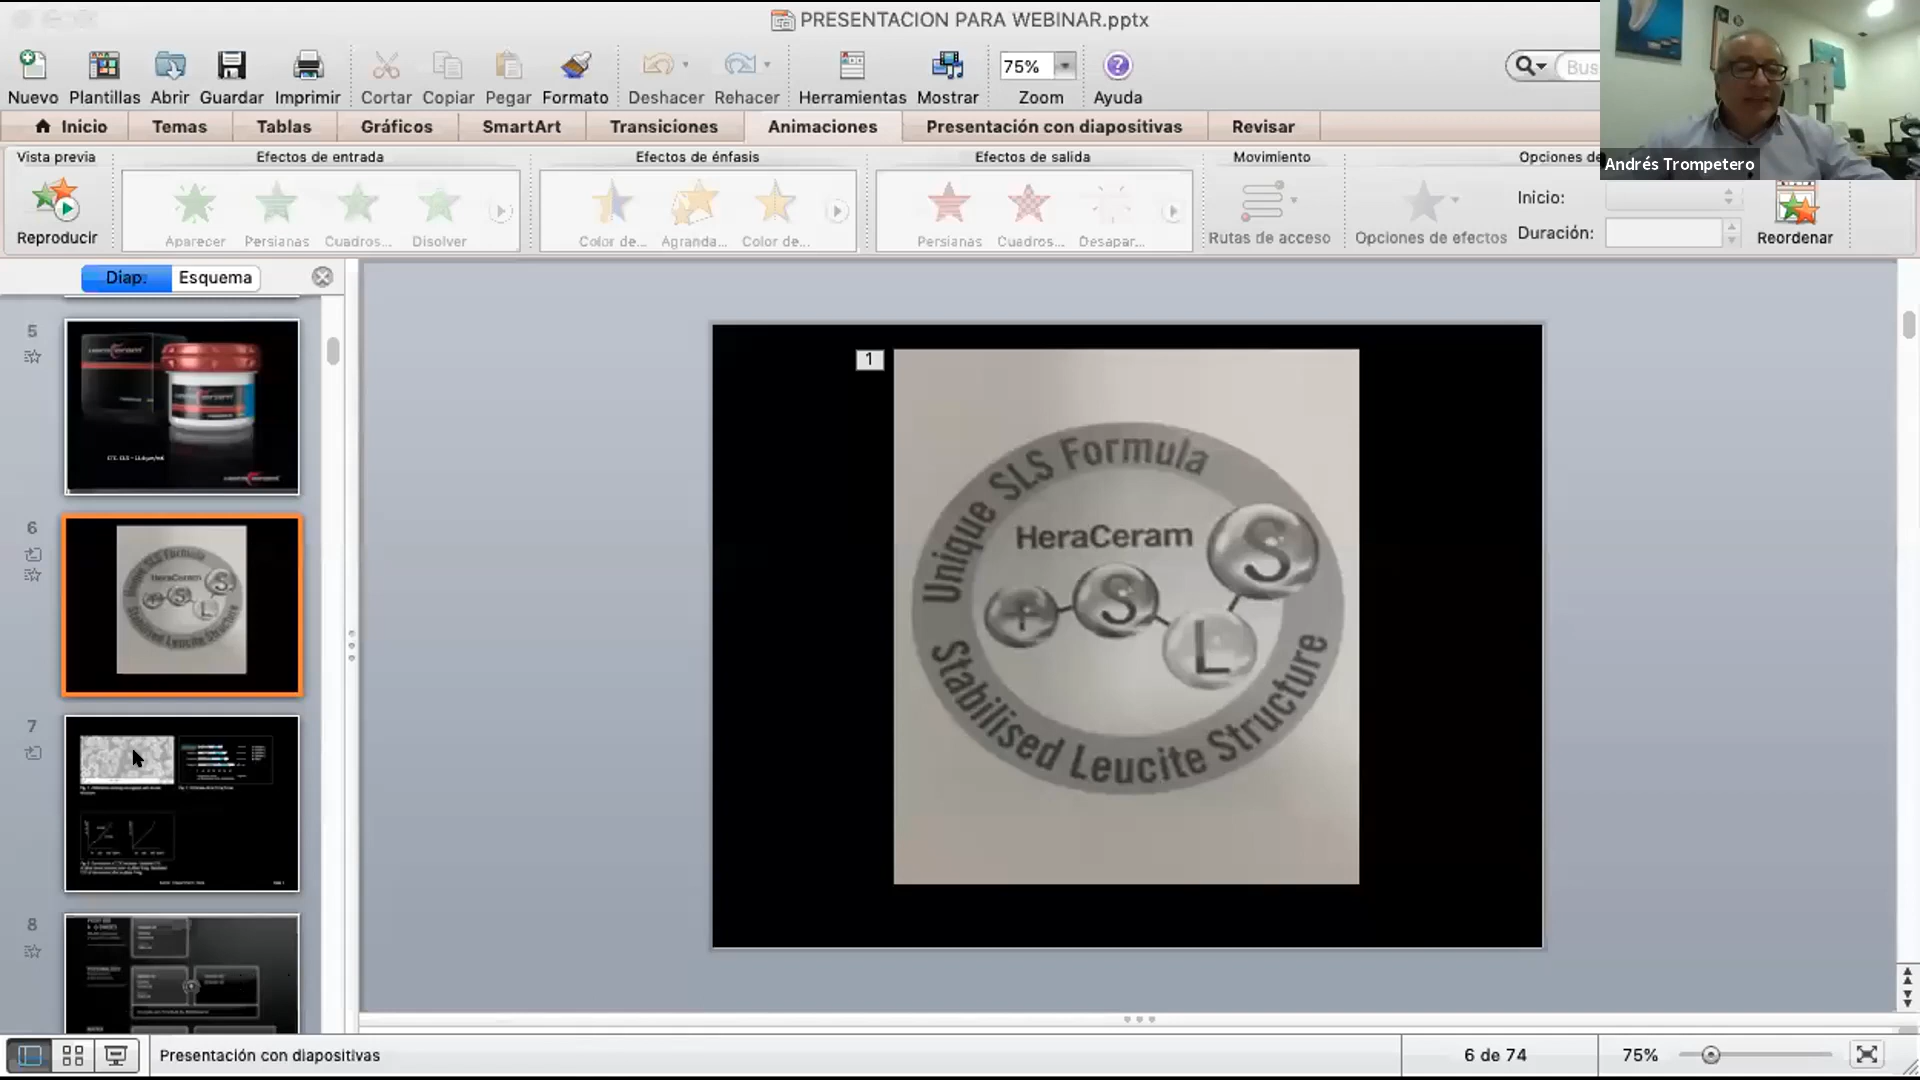 PRESENTACION PARA WEBINAR.pptx
Nuevo Plantillas Abrir Guardar Imprimir Cortar Copiar Pegar Formato Deshacer Rehacer Herramientas Mostrar 75% Zoom Ayuda Bus
Inicio Temas Tablas Gráficos SmartArt Transiciones Animaciones Presentación con diapositivas Revisar
Andrés Trompetero
Vista previa Efectos de entrada Efectos de énfasis Efectos de salida Movimiento Opciones de
Reproducir Aparecer Persianas Cuadros... Disolver Color de... Agranda... Color de... Persianas Cuadros... Desapar... Rutas de acceso Opciones de efectos
Inicio:
Duración:
Reordenar
Diap. Esquema
5
6
7
8
1
Unique SLS Formula
HeraCeram
+ S L S
Stabilised Leucite Structure
Presentación con diapositivas 6 de 74 75%